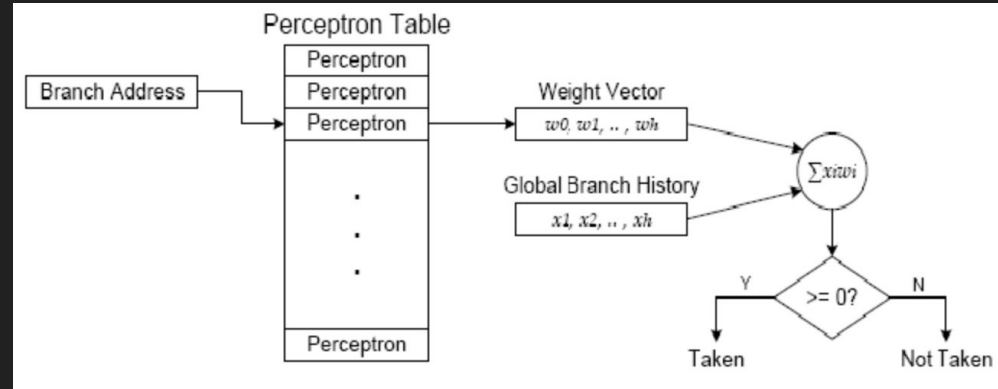 Perceptron Table
Perceptron
Branch Address
Perceptron
Perceptron
Weight Vector
w0, w1, .. , wh
Global Branch History
x1, x2, .. , xh
∑xiwi
>= 0?
Y
N
Taken
Not Taken
Perceptron